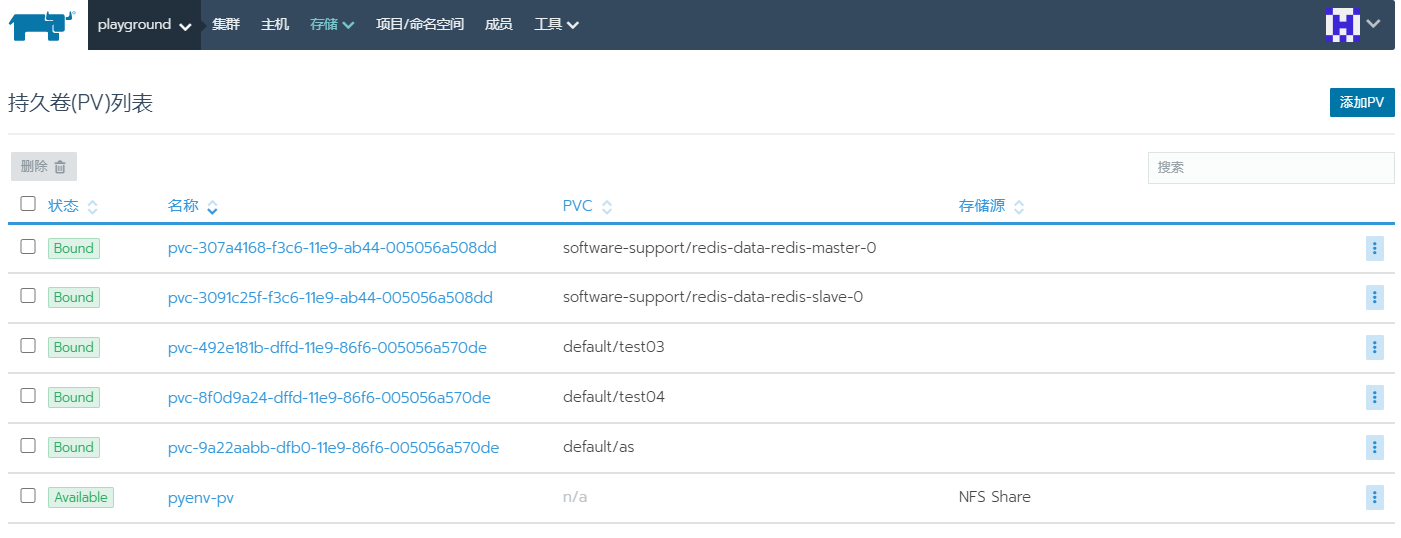 playground 集群 主机 存储 项目/命名空间 成员 工具
持久卷(PV)列表 添加PV
删除 搜索
状态 名称 PVC 存储源
Bound pvc-307a4168-f3c6-11e9-ab44-005056a508dd software-support/redis-data-redis-master-0
Bound pvc-3091c25f-f3c6-11e9-ab44-005056a508dd software-support/redis-data-redis-slave-0
Bound pvc-492e181b-dffd-11e9-86f6-005056a570de default/test03
Bound pvc-8f0d9a24-dffd-11e9-86f6-005056a570de default/test04
Bound pvc-9a22aabb-dfb0-11e9-86f6-005056a570de default/as
Available pyenv-pv n/a NFS Share